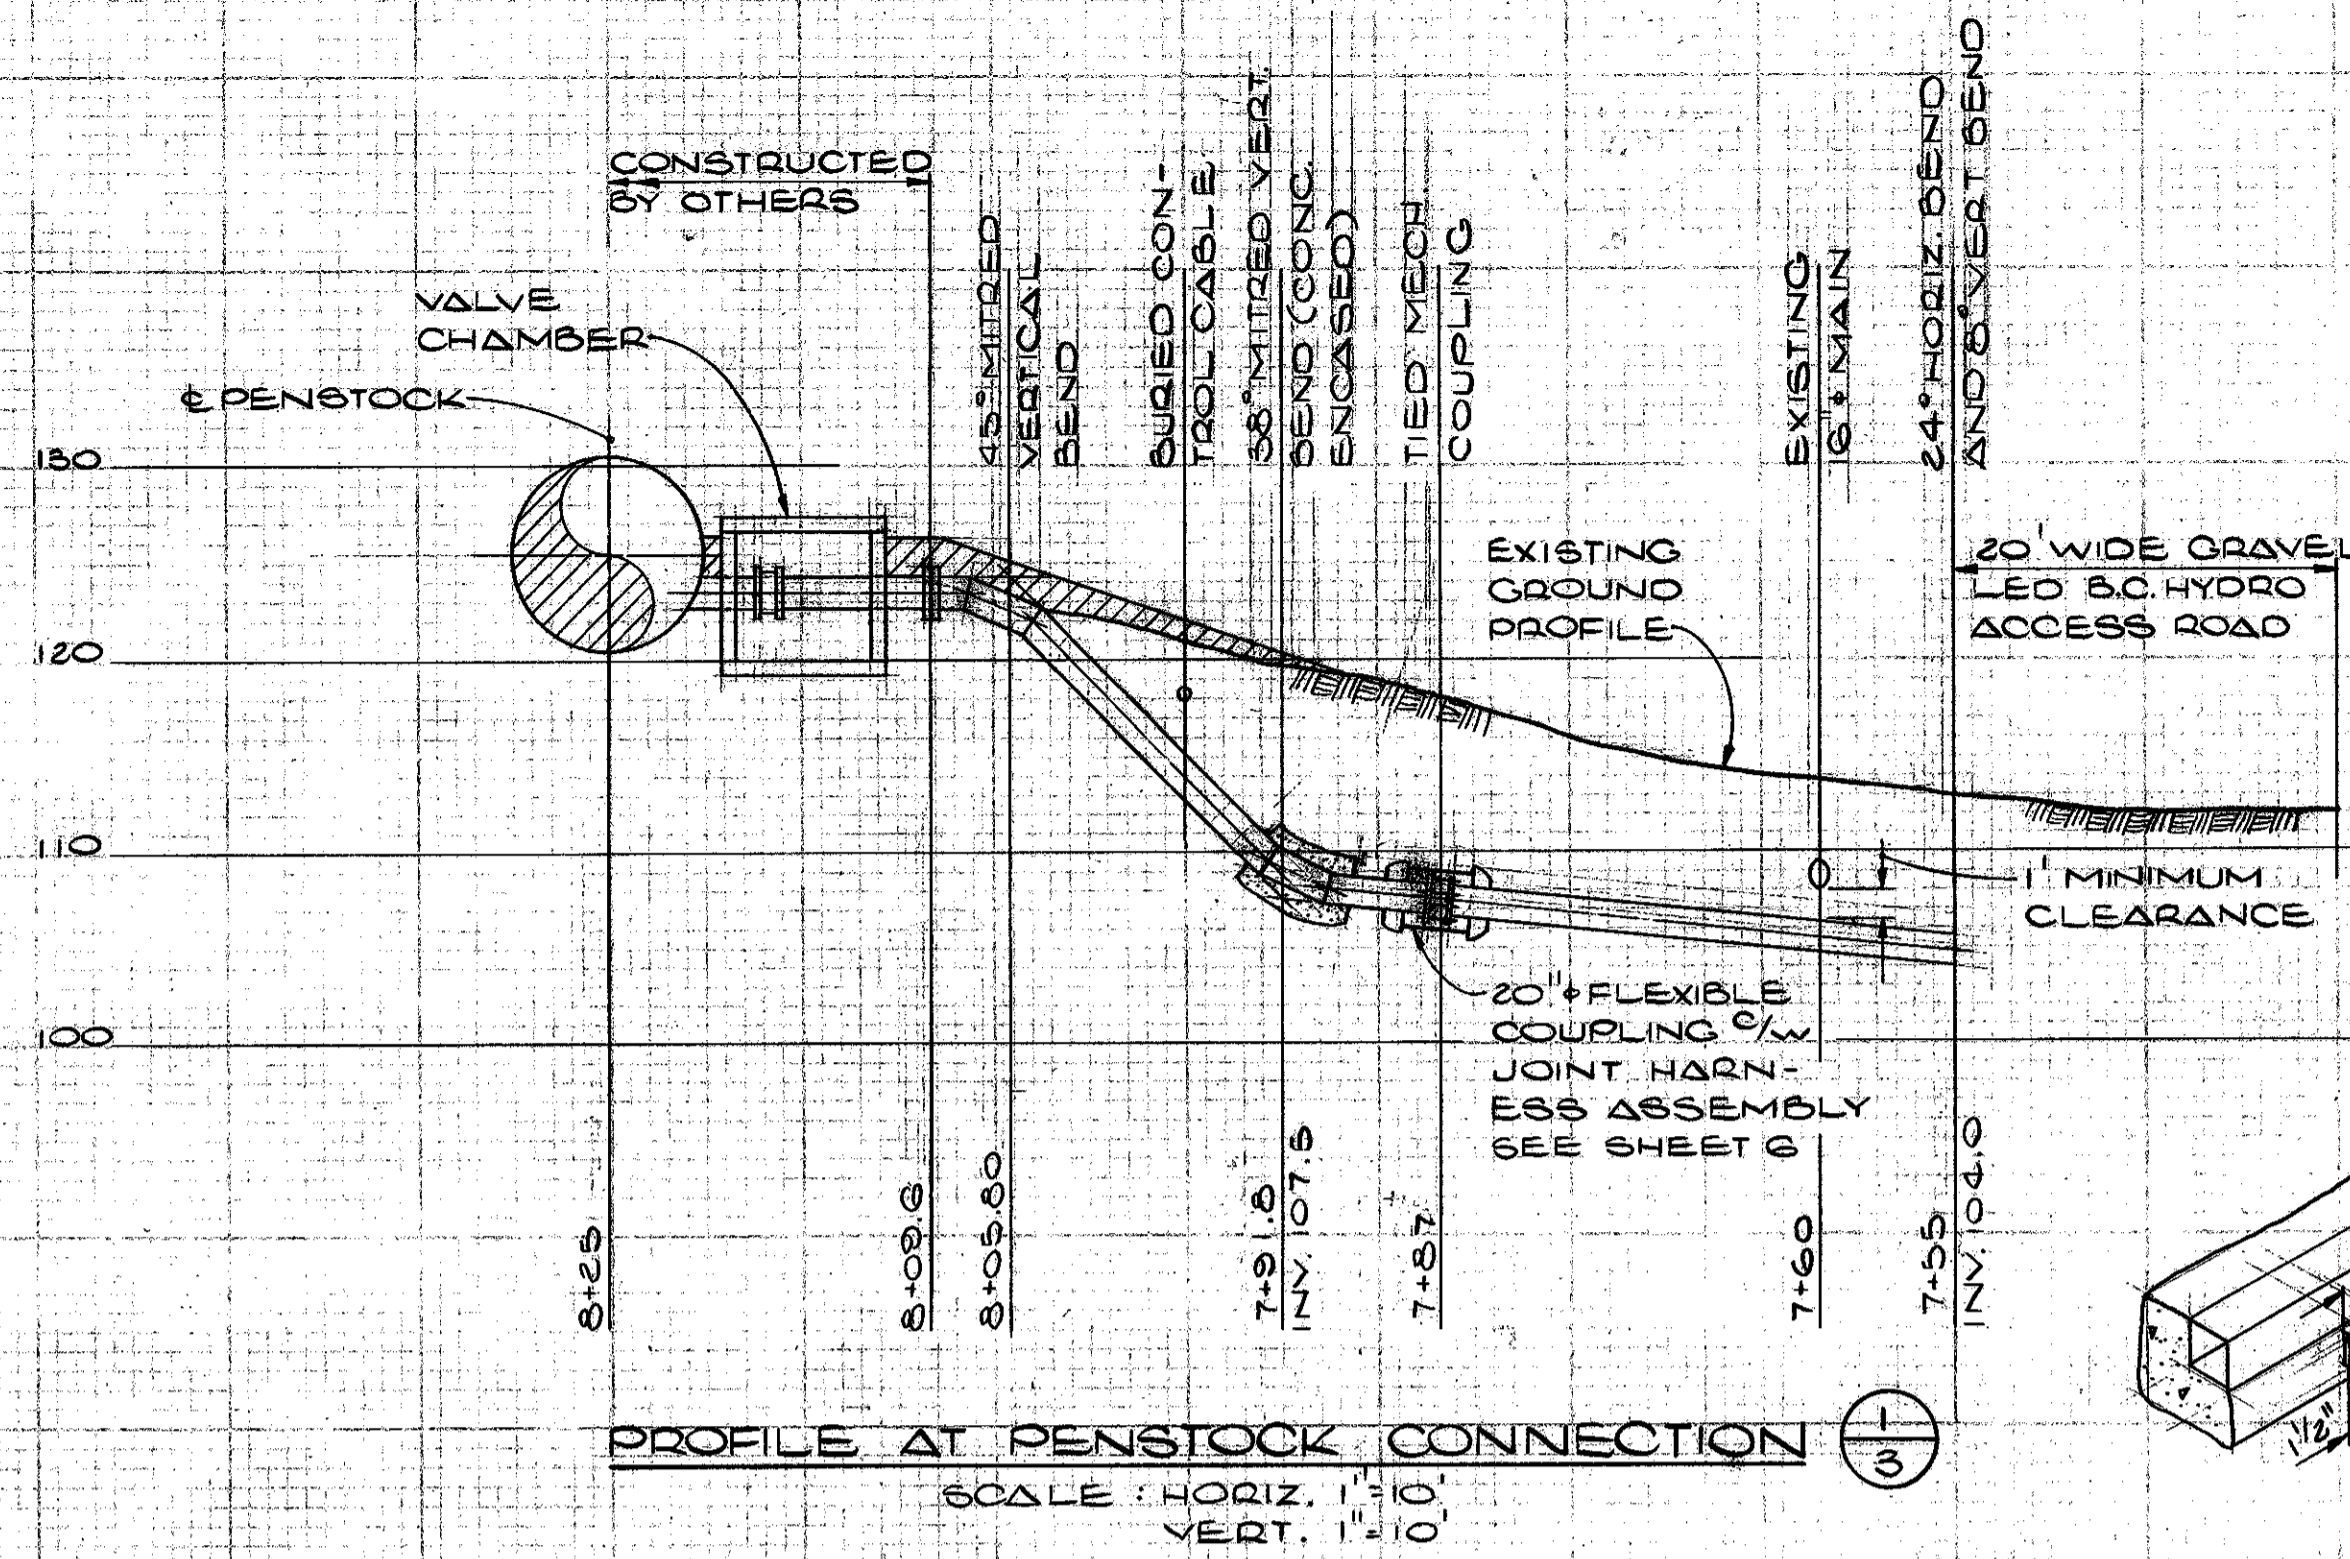 CONSTRUCTED
BY OTHERS
VALVE
CHAMBER
℄ PENSTOCK
45° MITRED
VERTICAL
BEND
BURIED CON-
TROL CABLE
38° MITRED VERT.
BEND (CONC.
ENCASED)
TIED MECH
COUPLING
EXISTING
16"ø MAIN
24° HORIZ. BEND
AND 8° VERT BEND
130
120
110
100
EXISTING
GROUND
PROFILE
20' WIDE GRAVEL
LED B.C. HYDRO
ACCESS ROAD
1' MINIMUM
CLEARANCE
20"ø FLEXIBLE
COUPLING C/W
JOINT HARN-
ESS ASSEMBLY
SEE SHEET 6
8+25
8+09.6
8+05.80
7+91.8
INV. 107.5
7+87
7+60
7+55
INV. 104.0
PROFILE AT PENSTOCK CONNECTION
1
3
SCALE : HORIZ. 1"=10'
VERT. 1"=10'
1 1/2"